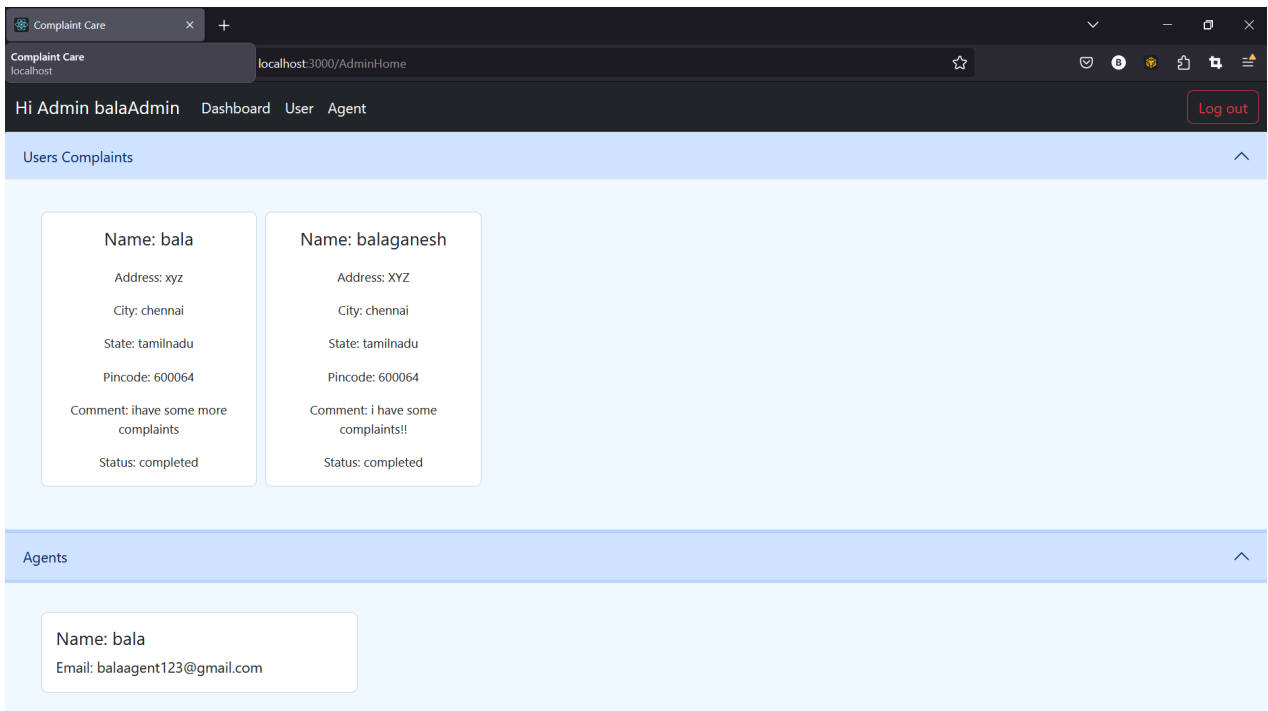 Complaint Care
Complaint Care
localhost
localhost:3000/AdminHome
B
Hi Admin balaAdmin Dashboard User Agent Log out
Users Complaints
Name: bala
Address: xyz
City: chennai
State: tamilnadu
Pincode: 600064
Comment: ihave some more
complaints
Status: completed
Name: balaganesh
Address: XYZ
City: chennai
State: tamilnadu
Pincode: 600064
Comment: i have some
complaints!!
Status: completed
Agents
Name: bala
Email: balaagent123@gmail.com